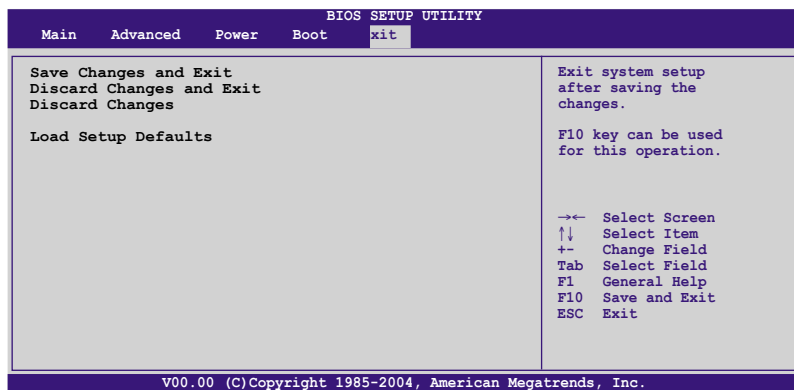 BIOS SETUP UTILITY
Main Advanced Power Boot xit
Save Changes and Exit
Discard Changes and Exit
Discard Changes
Load Setup Defaults
Exit system setup
after saving the
changes.
F10 key can be used
for this operation.
→← Select Screen
↑↓ Select Item
+- Change Field
Tab Select Field
F1 General Help
F10 Save and Exit
ESC Exit
V00.00 (C)Copyright 1985-2004, American Megatrends, Inc.